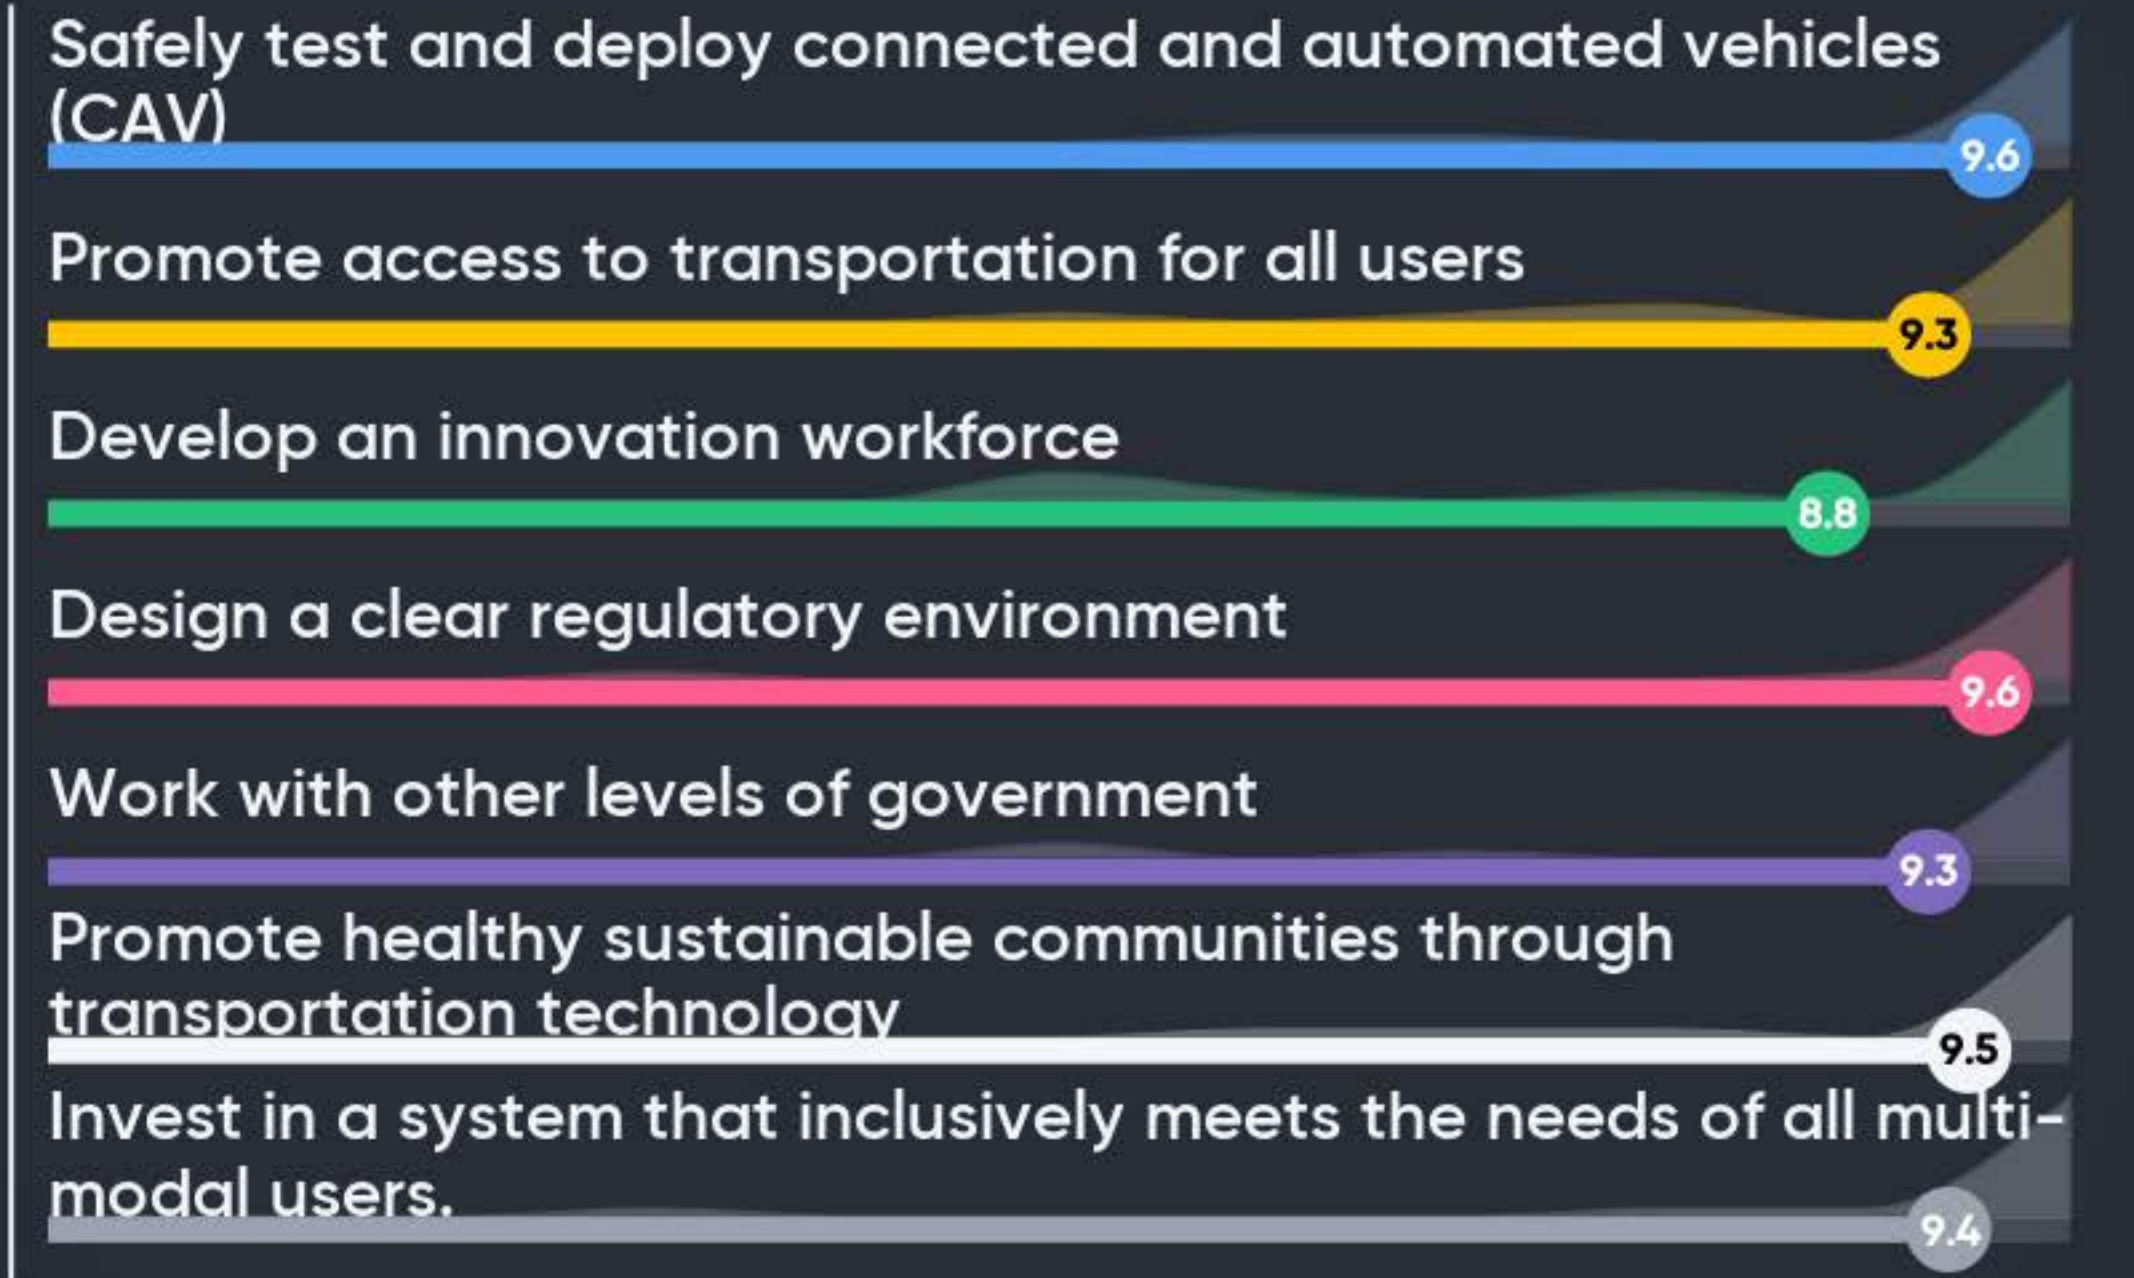 Safely test and deploy connected and automated vehicles
(CAV)
9.6
Promote access to transportation for all users
9.3
Develop an innovation workforce
8.8
Design a clear regulatory environment
9.6
Work with other levels of government
9.3
Promote healthy sustainable communities through
transportation technology
9.5
Invest in a system that inclusively meets the needs of all multi-
modal users.
9.4